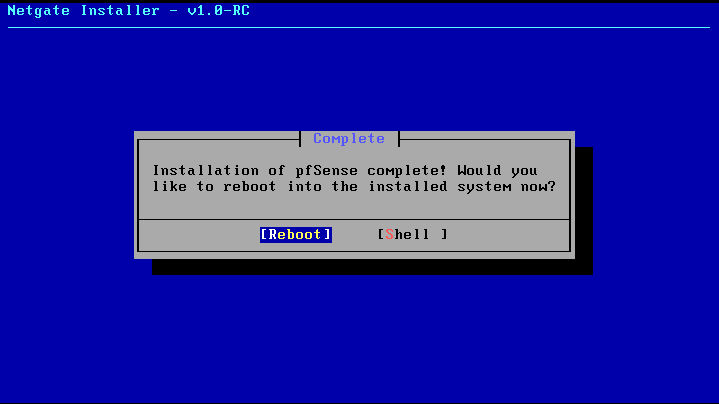 Netgate Installer - v1.0-RC
Complete
Installation of pfSense complete! Would you
like to reboot into the installed system now?
[Reboot] [Shell ]